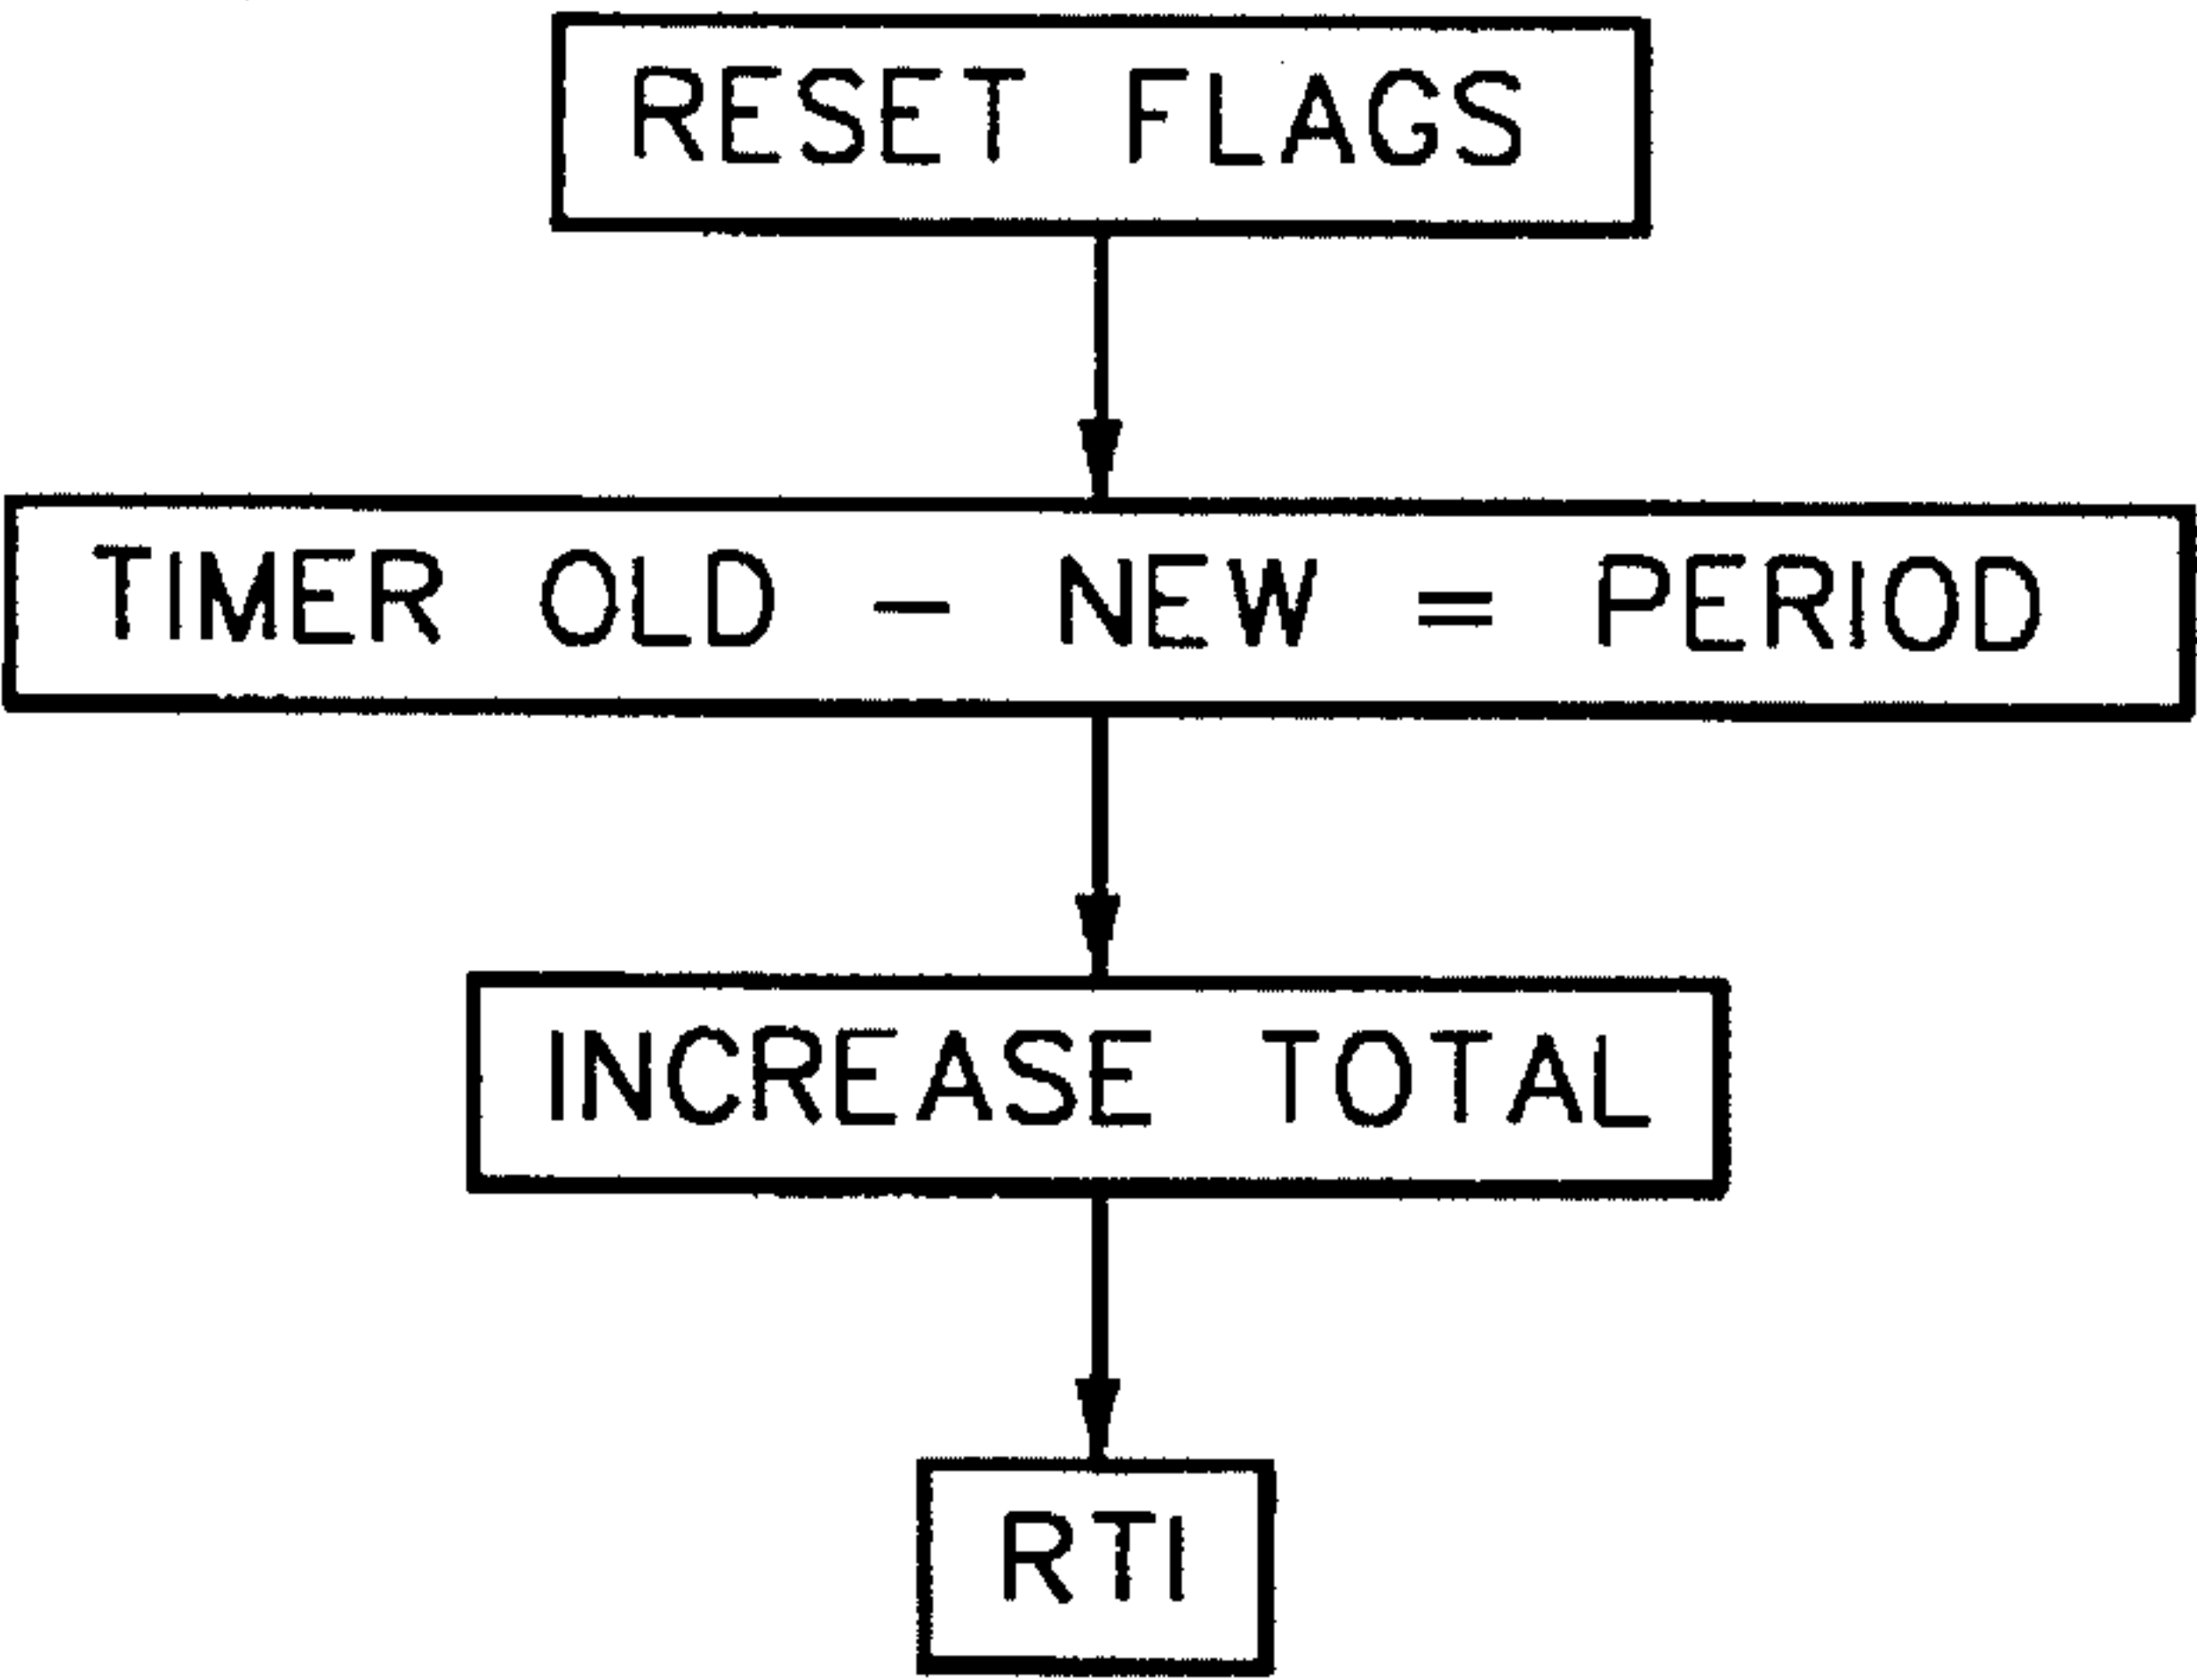 RESET FLAGS
TIMER OLD – NEW = PERIOD
INCREASE TOTAL
RTI